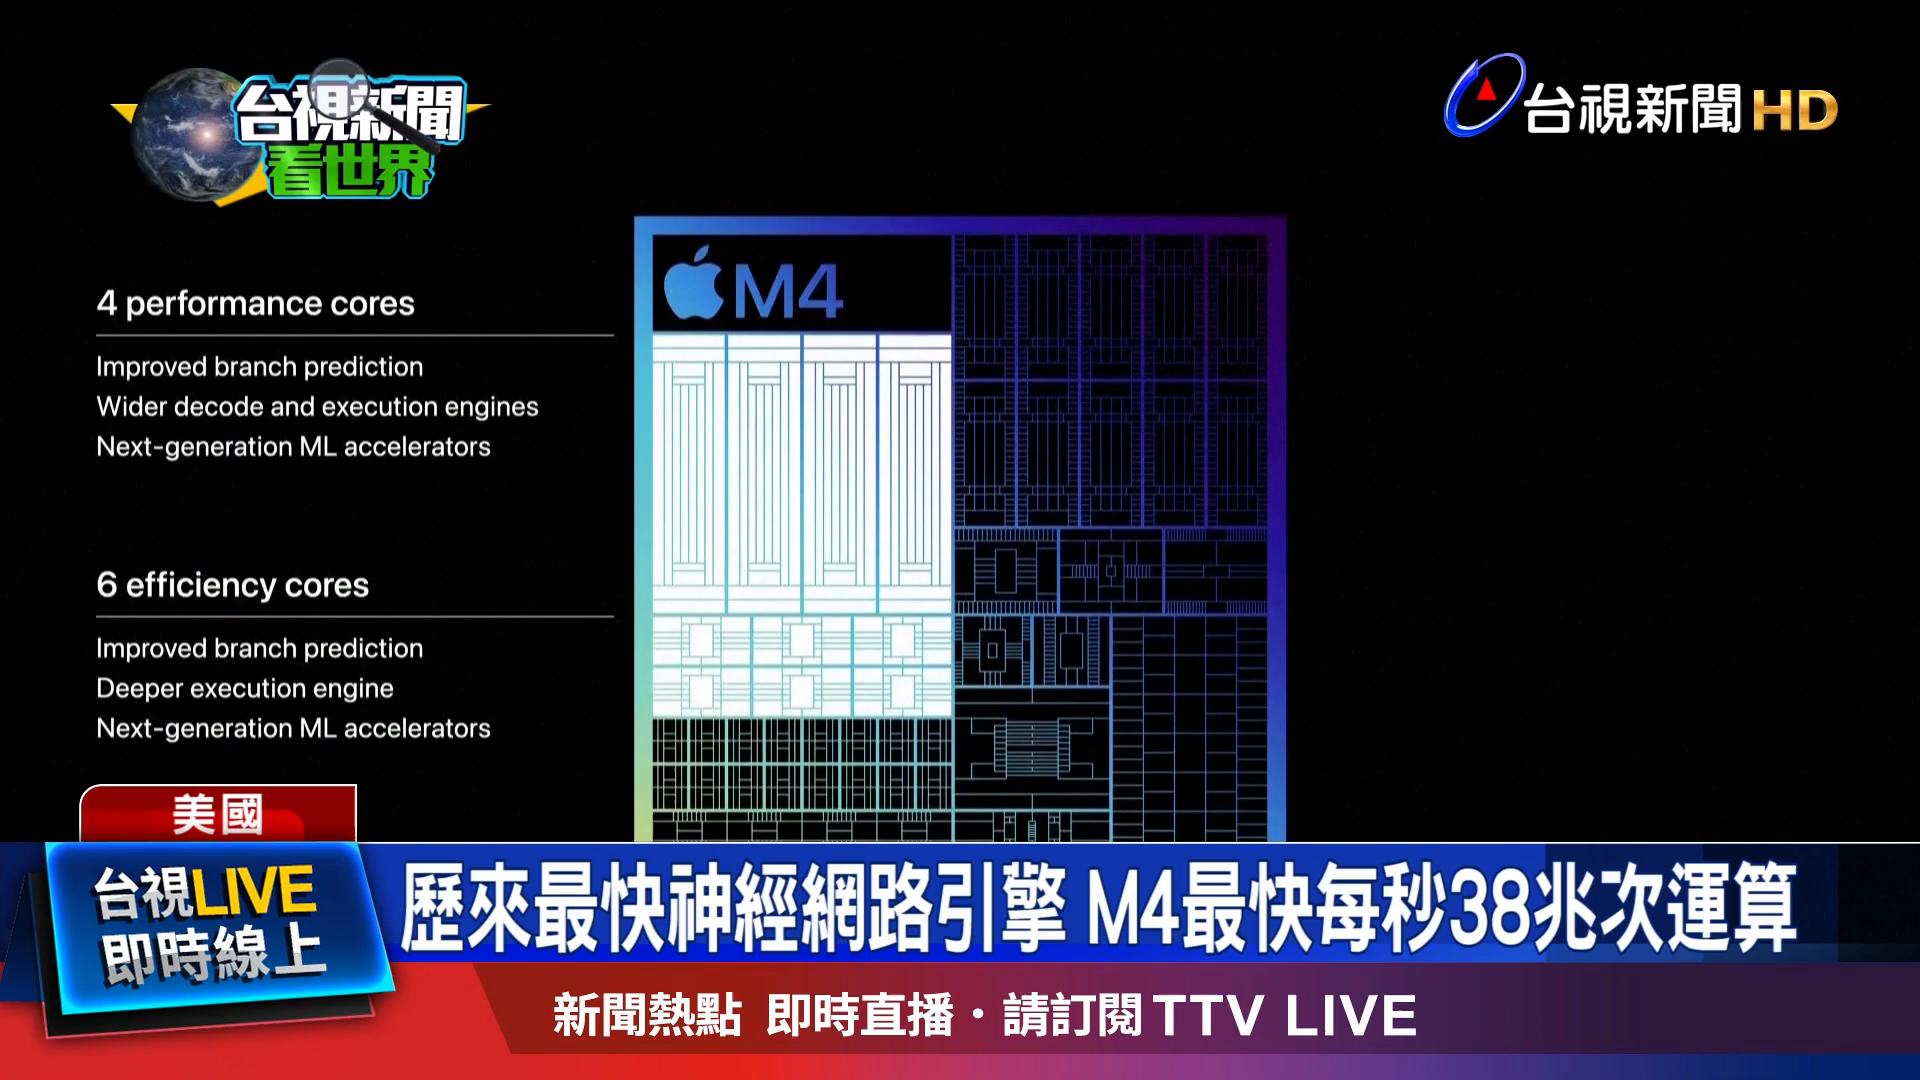 台視新聞
看世界
台視新聞HD
M4
4 performance cores
Improved branch prediction
Wider decode and execution engines
Next-generation ML accelerators
6 efficiency cores
Improved branch prediction
Deeper execution engine
Next-generation ML accelerators
美國
台視LIVE
即時線上
歷來最快神經網路引擎 M4最快每秒38兆次運算
新聞熱點 即時直播・請訂閱TTV LIVE